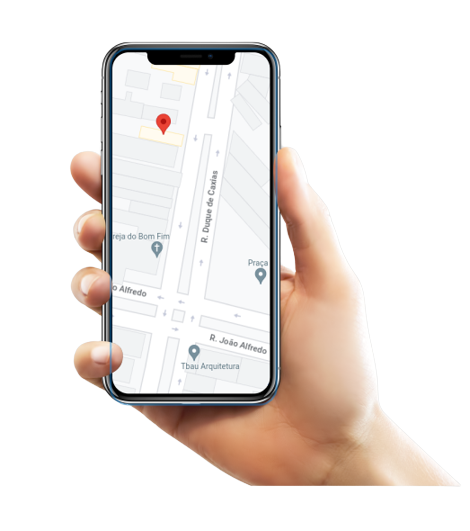 R. Duque de Caxias
reja do Bom Fim
Praça
o Alfredo
R. João Alfredo
Tbau Arquitetura